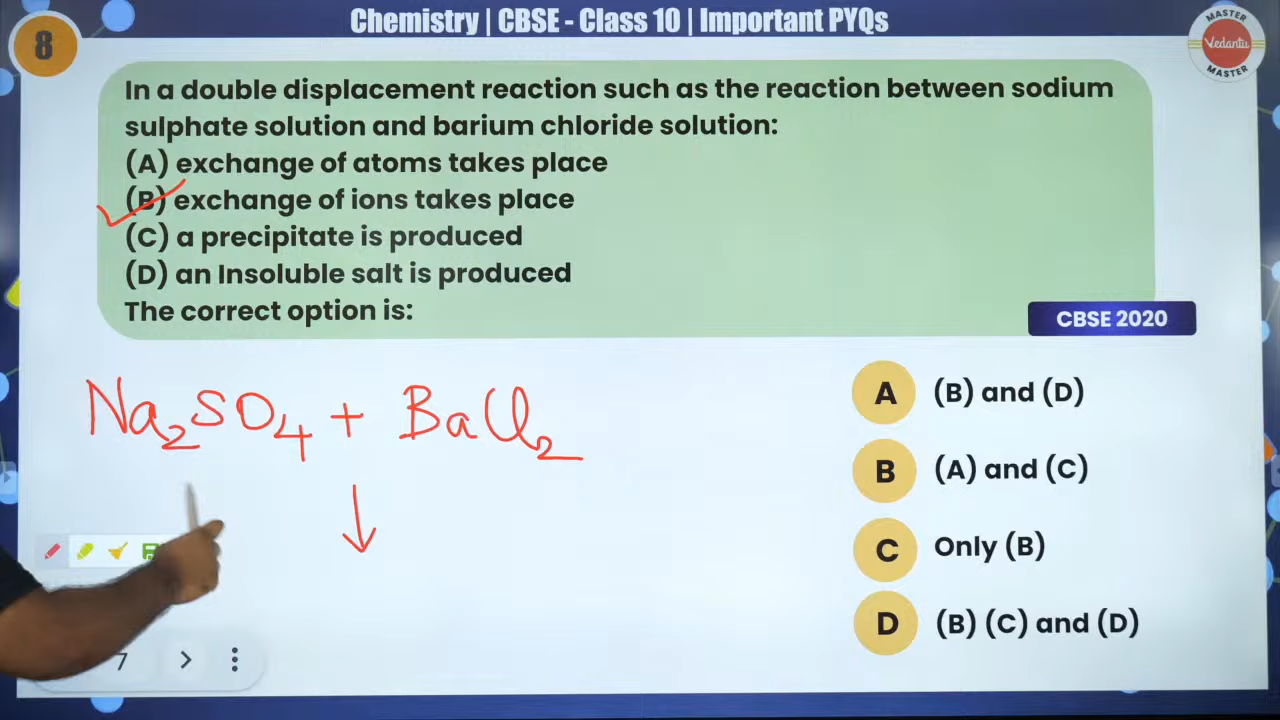 Chemistry | CBSE - Class 10 | Important PYQs
8
MASTER
Vedantu
MASTER
In a double displacement reaction such as the reaction between sodium
sulphate solution and barium chloride solution:
(A) exchange of atoms takes place
(B) exchange of ions takes place
(C) a precipitate is produced
(D) an Insoluble salt is produced
The correct option is:
CBSE 2020
Na₂SO₄ + BaCl₂
A (B) and (D)
B (A) and (C)
C Only (B)
D (B) (C) and (D)
7